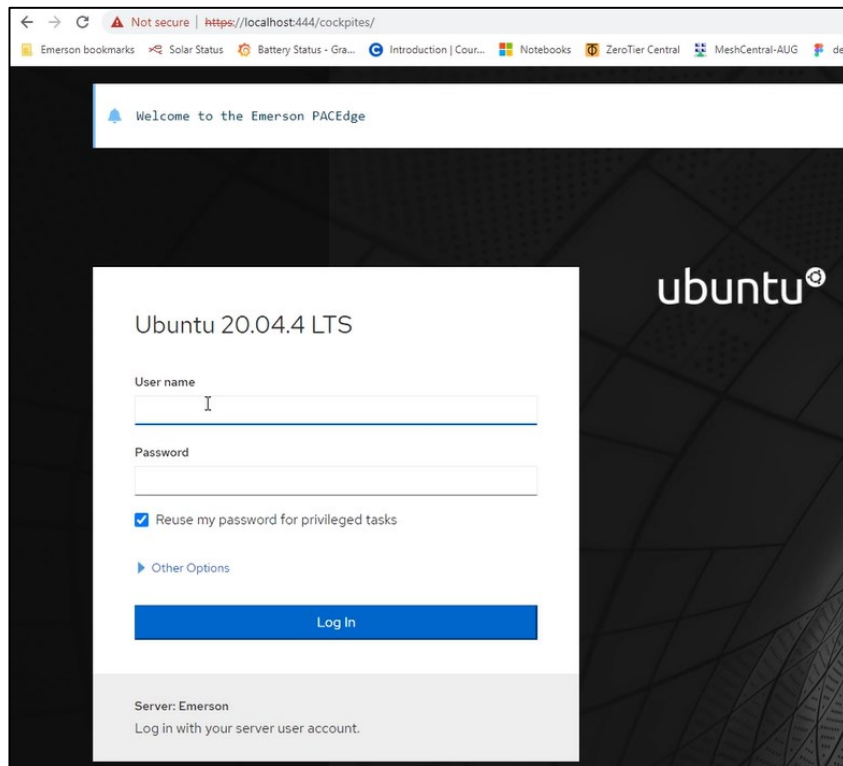 Not secure | https://localhost:444/cockpites/
Emerson bookmarks Solar Status Battery Status - Gra... Introduction | Cour... Notebooks ZeroTier Central MeshCentral-AUG de
Welcome to the Emerson PACEdge
ubuntu
Ubuntu 20.04.4 LTS
User name
Password
Reuse my password for privileged tasks
Other Options
Log In
Server: Emerson
Log in with your server user account.